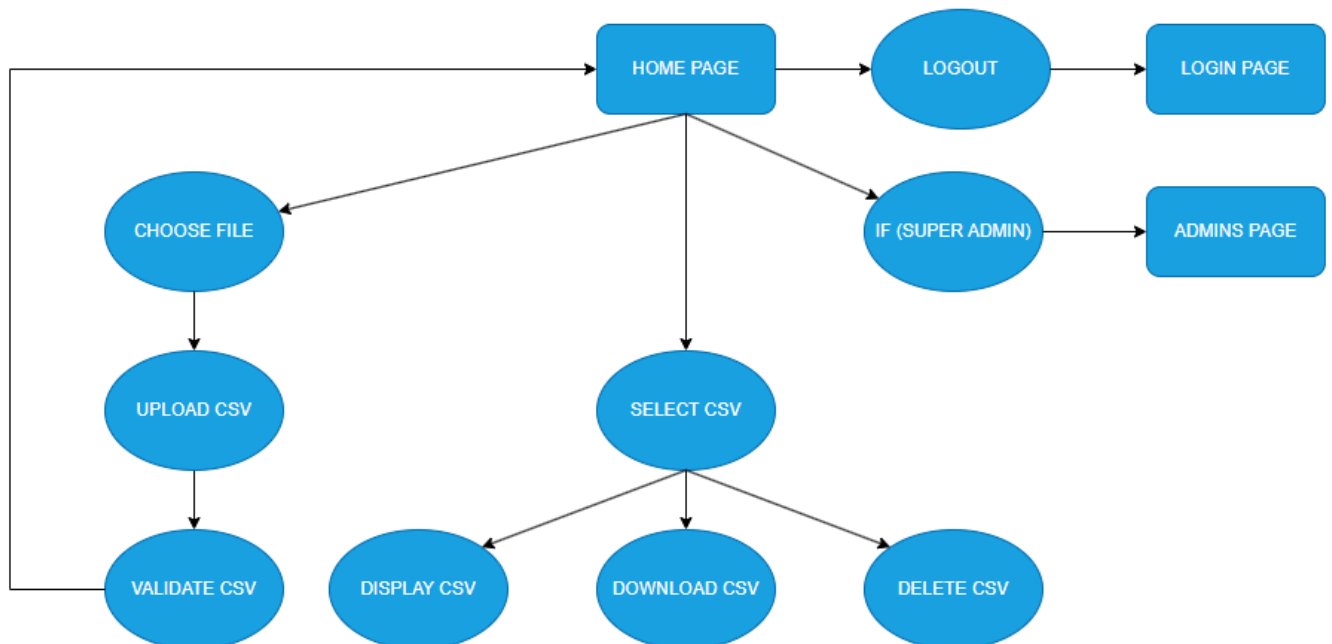 HOME PAGE
LOGOUT
LOGIN PAGE
CHOOSE FILE
IF (SUPER ADMIN)
ADMINS PAGE
UPLOAD CSV
SELECT CSV
VALIDATE CSV
DISPLAY CSV
DOWNLOAD CSV
DELETE CSV